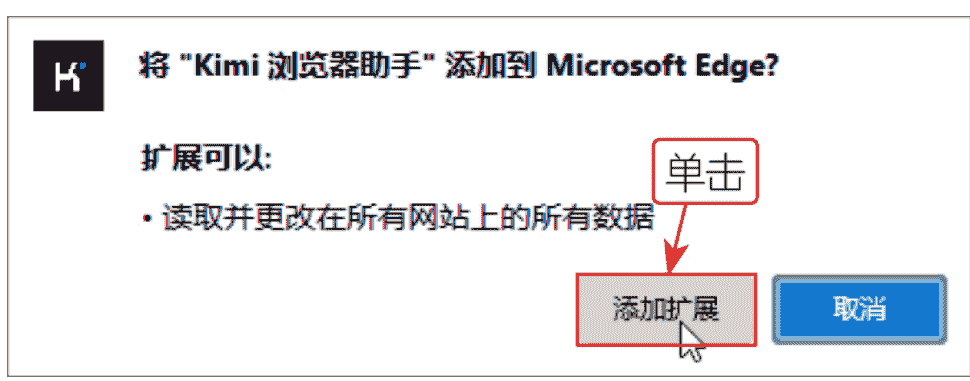 将 "Kimi 浏览器助手" 添加到 Microsoft Edge?
扩展可以:
单击
• 读取并更改在所有网站上的所有数据
添加扩展
取消